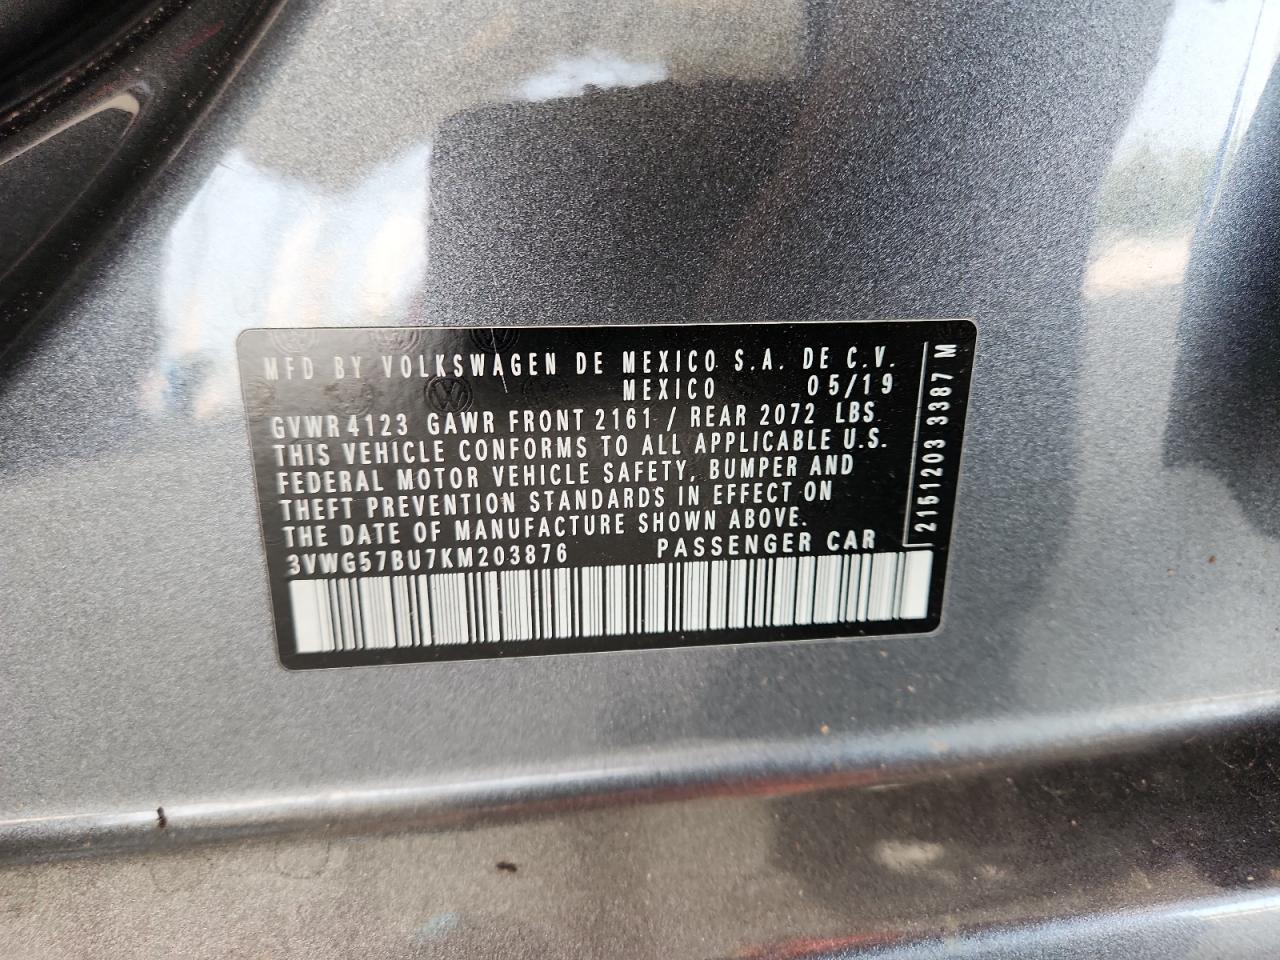 MFD BY VOLKSWAGEN DE MEXICO S.A. DE C.V.
MEXICO 05/19
GVWR 4123 GAWR FRONT 2161 / REAR 2072 LBS
THIS VEHICLE CONFORMS TO ALL APPLICABLE U.S.
FEDERAL MOTOR VEHICLE SAFETY, BUMPER AND
THEFT PREVENTION STANDARDS IN EFFECT ON
THE DATE OF MANUFACTURE SHOWN ABOVE.
3VWG57BU7KM203876 PASSENGER CAR
2151203 3387 M